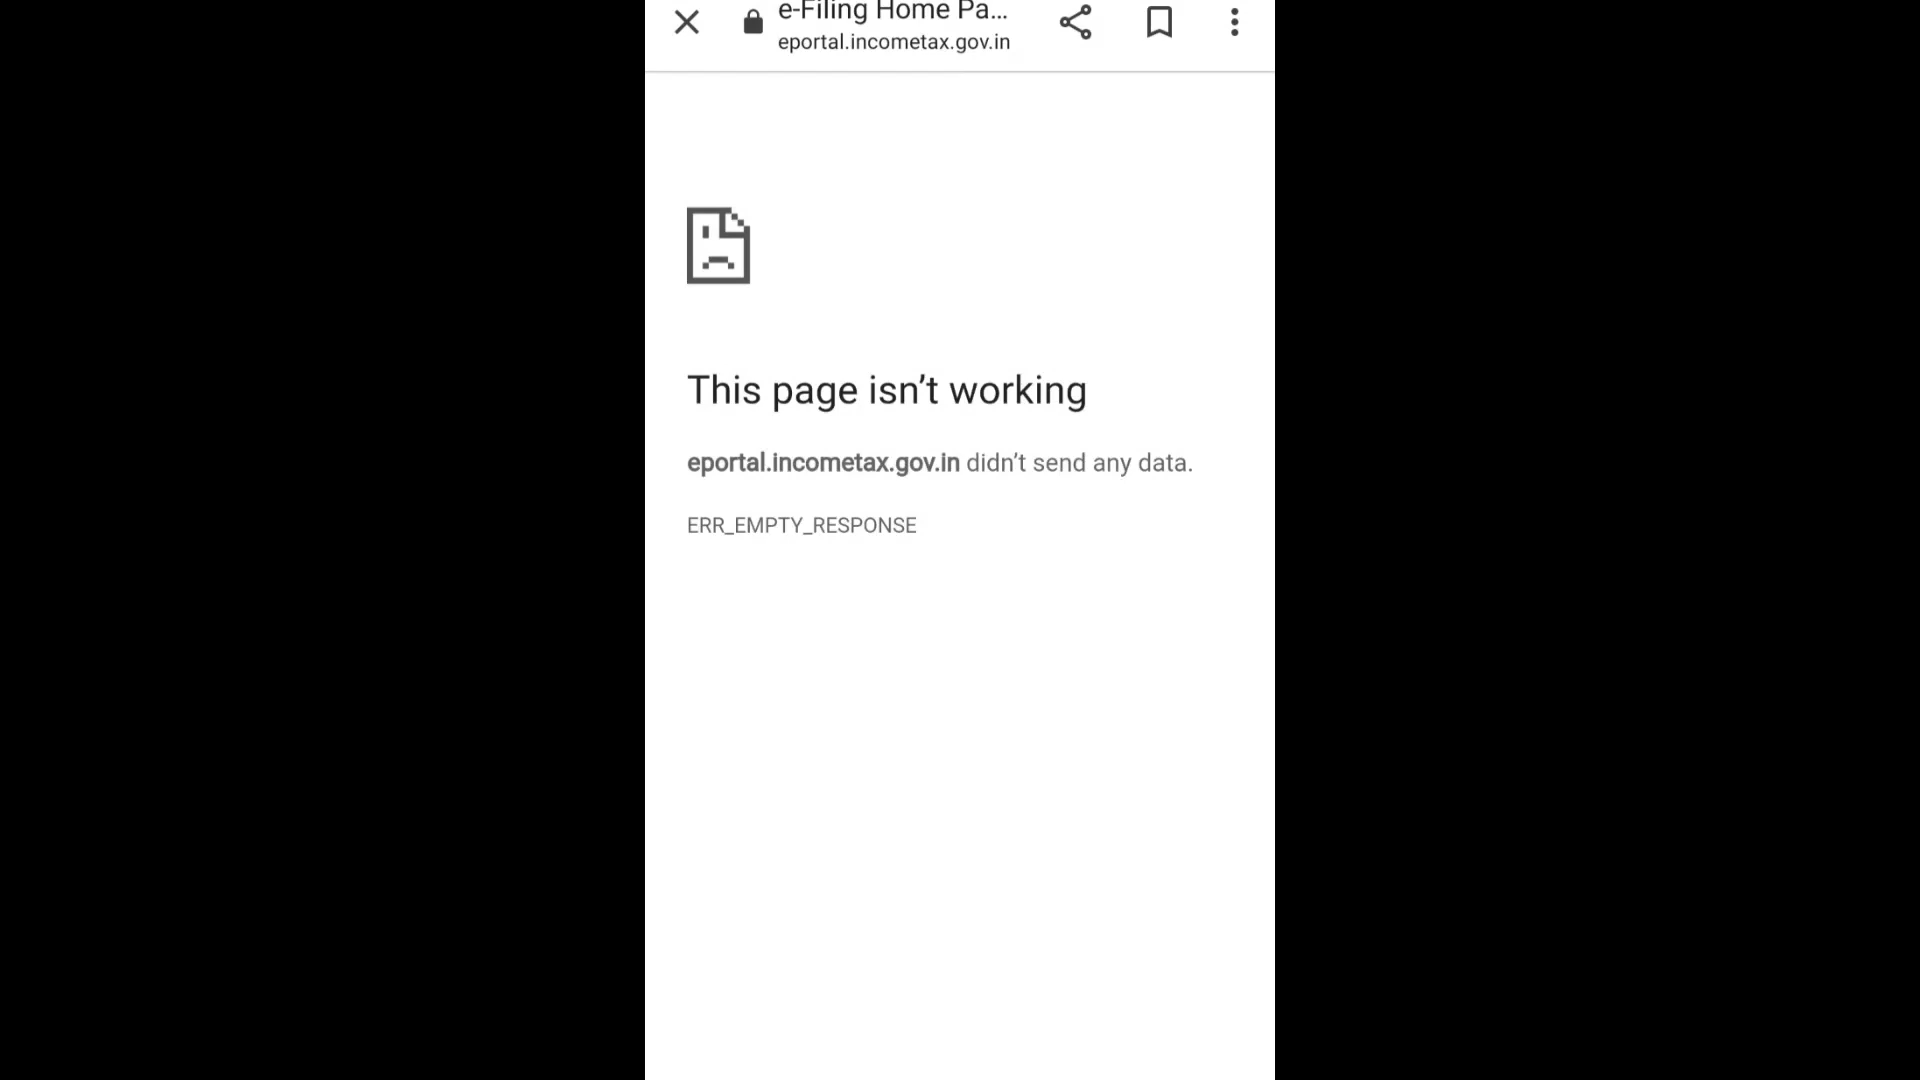 e-Filing Home Pa...
eportal.incometax.gov.in
This page isn’t working
eportal.incometax.gov.in didn’t send any data.
ERR_EMPTY_RESPONSE